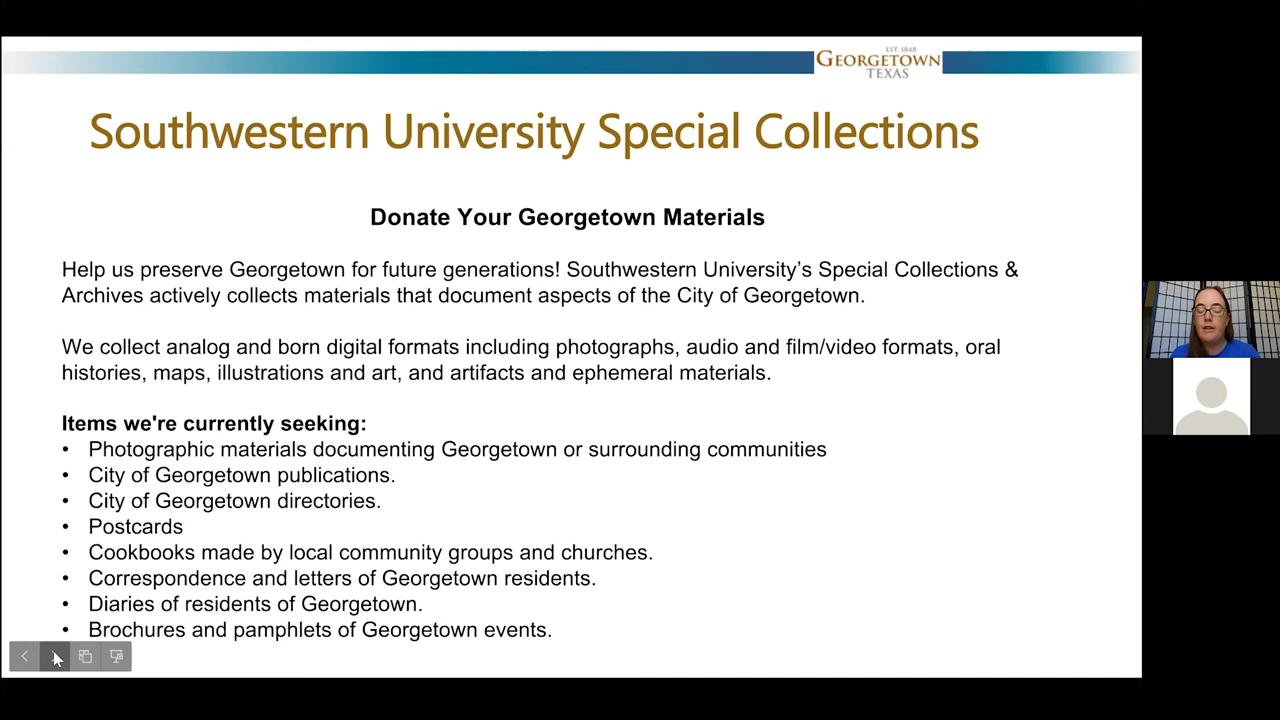 EST. 1848
GEORGETOWN
TEXAS
Southwestern University Special Collections
Donate Your Georgetown Materials
Help us preserve Georgetown for future generations! Southwestern University’s Special Collections &
Archives actively collects materials that document aspects of the City of Georgetown.
We collect analog and born digital formats including photographs, audio and film/video formats, oral
histories, maps, illustrations and art, and artifacts and ephemeral materials.
Items we're currently seeking:
• Photographic materials documenting Georgetown or surrounding communities
• City of Georgetown publications.
• City of Georgetown directories.
• Postcards
• Cookbooks made by local community groups and churches.
• Correspondence and letters of Georgetown residents.
• Diaries of residents of Georgetown.
• Brochures and pamphlets of Georgetown events.